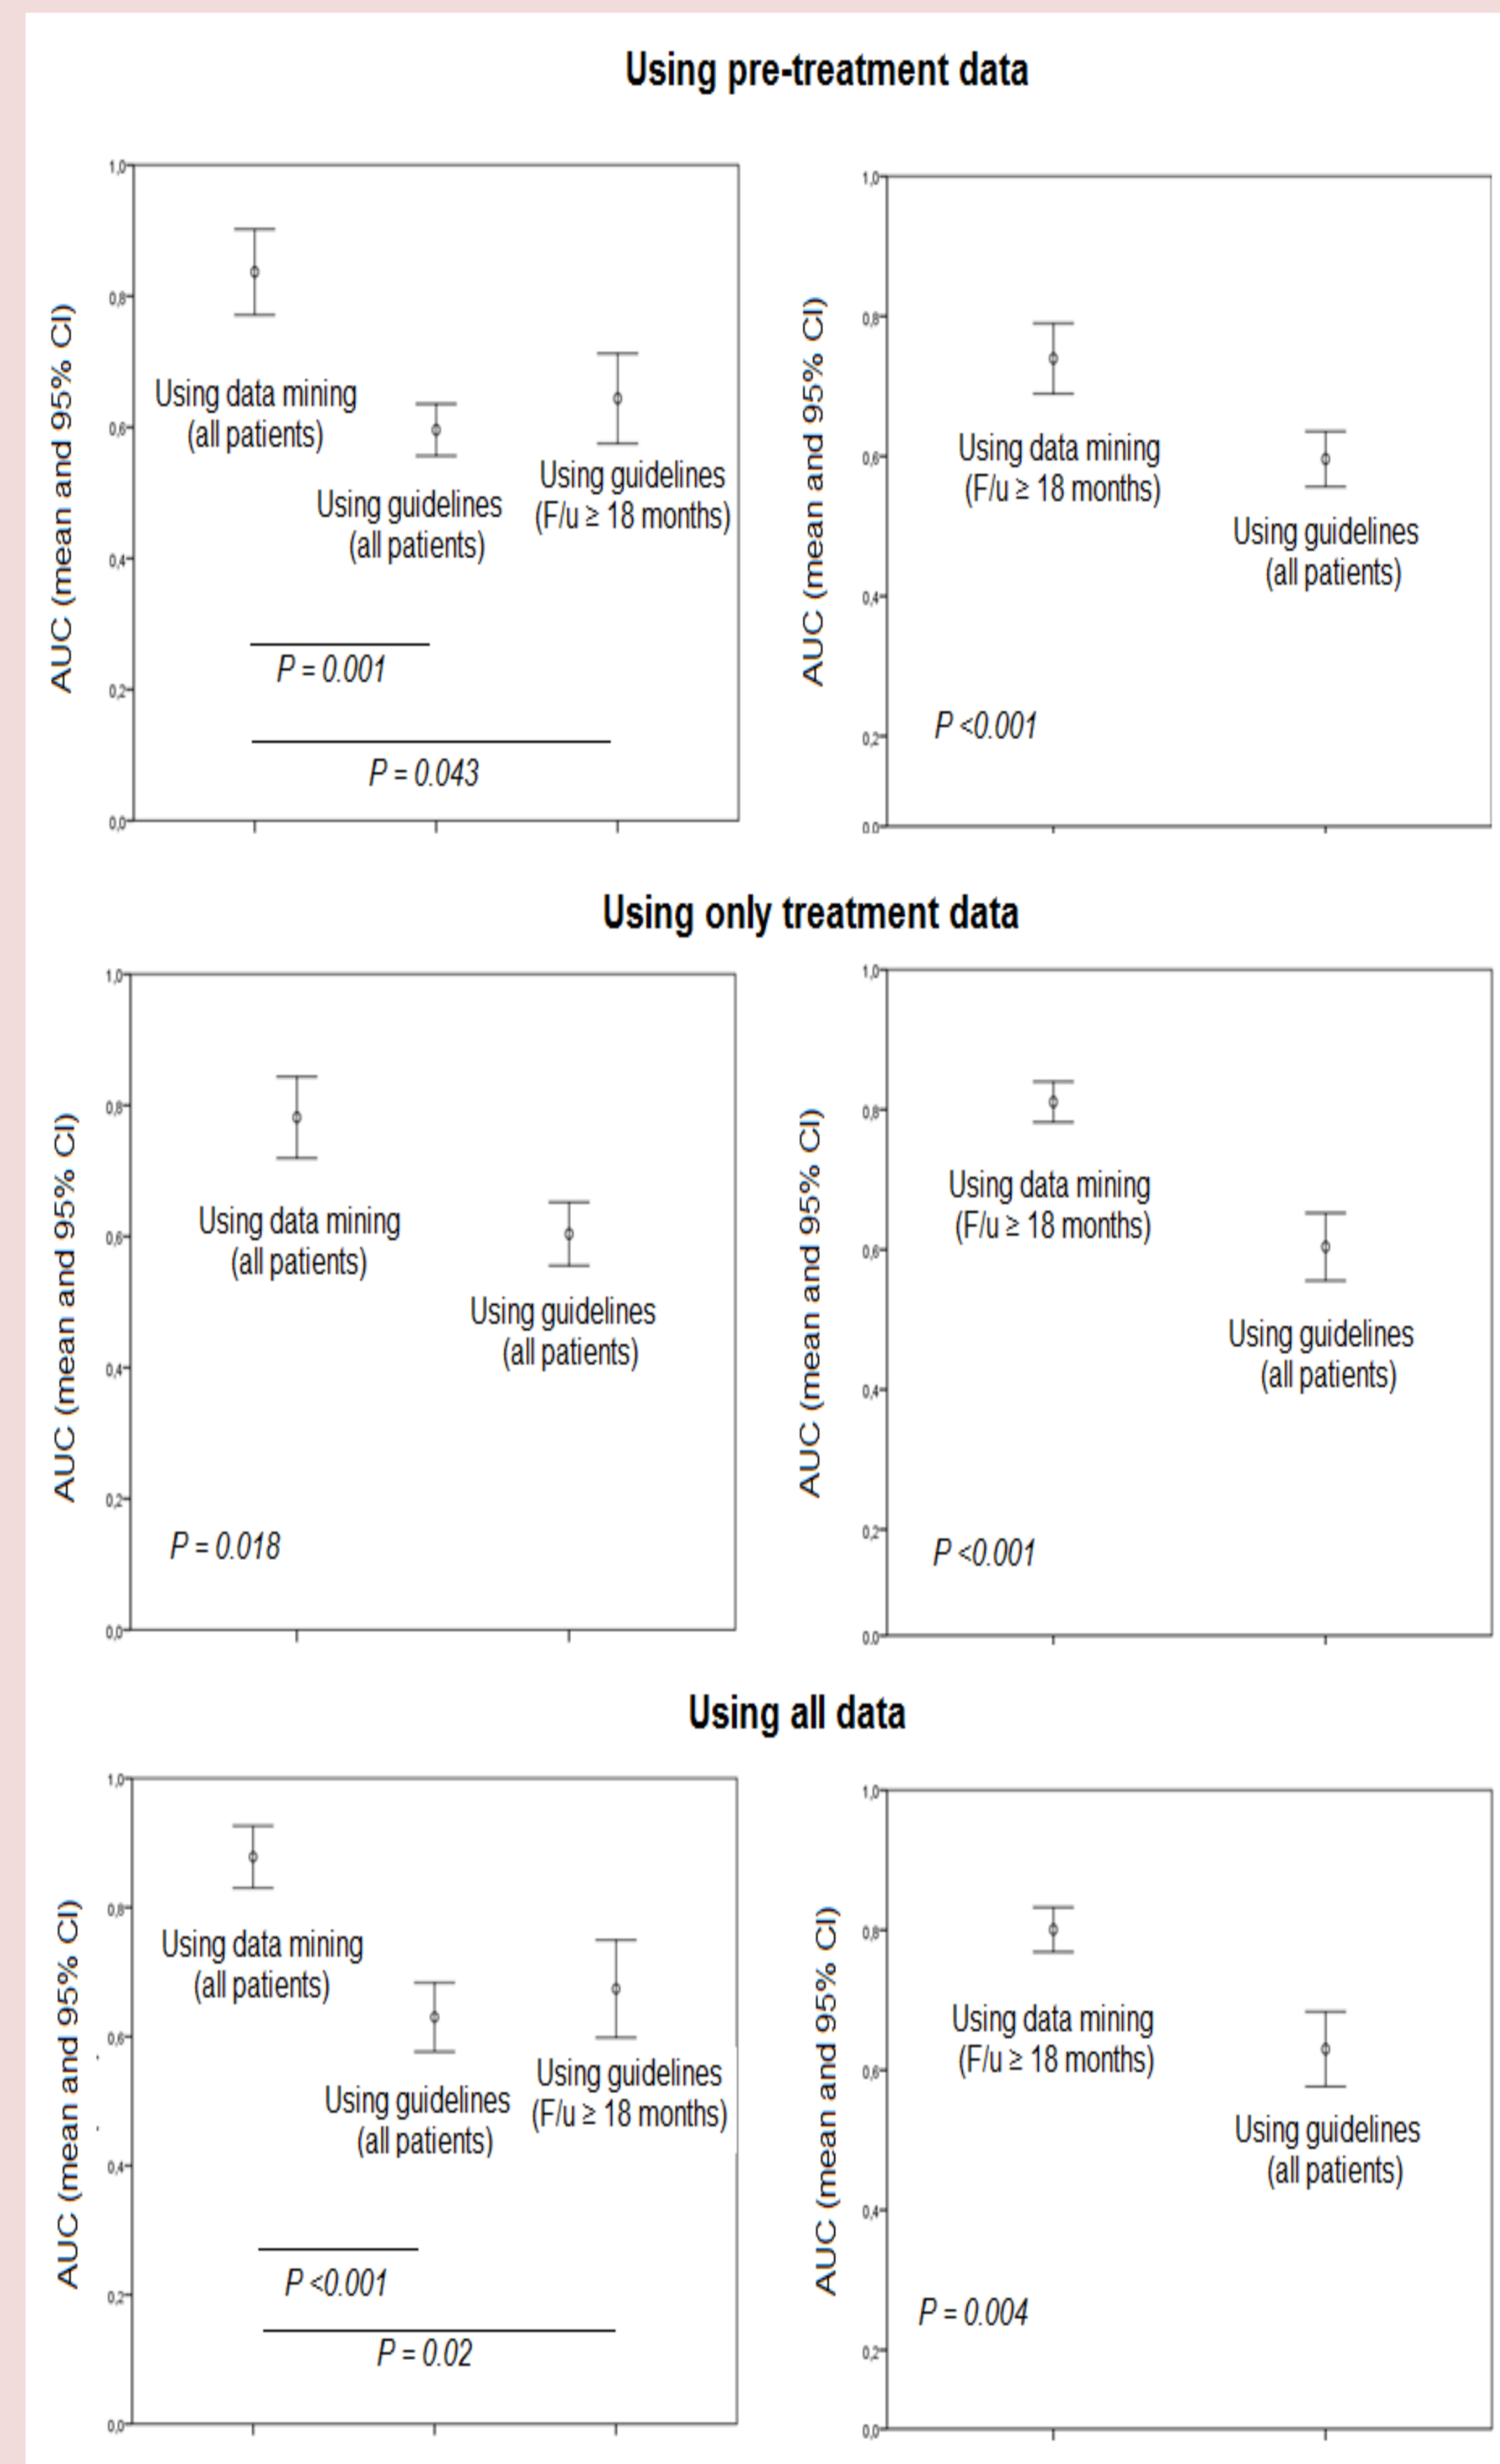 Using pre-treatment data
AUC (mean and 95% CI)
1,0
0,8
0,6
0,4
0,2
0,0
Using data mining
(all patients)
Using guidelines
(all patients)
Using guidelines
(F/u ≥ 18 months)
P = 0.001
P = 0.043
AUC (mean and 95% CI)
1,0
0,8
0,6
0,4
0,2
0,0
Using data mining
(F/u ≥ 18 months)
Using guidelines
(all patients)
P <0.001
Using only treatment data
AUC (mean and 95% CI)
1,0
0,8
0,6
0,4
0,2
0,0
Using data mining
(all patients)
Using guidelines
(all patients)
P = 0.018
AUC (mean and 95% CI)
1,0
0,8
0,6
0,4
0,2
0,0
Using data mining
(F/u ≥ 18 months)
Using guidelines
(all patients)
P <0.001
Using all data
AUC (mean and 95% CI)
1,0
0,8
0,6
0,4
0,2
0,0
Using data mining
(all patients)
Using guidelines
(all patients)
Using guidelines
(F/u ≥ 18 months)
P <0.001
P = 0.02
AUC (mean and 95% CI)
1,0
0,8
0,6
0,4
0,2
0,0
Using data mining
(F/u ≥ 18 months)
Using guidelines
(all patients)
P = 0.004